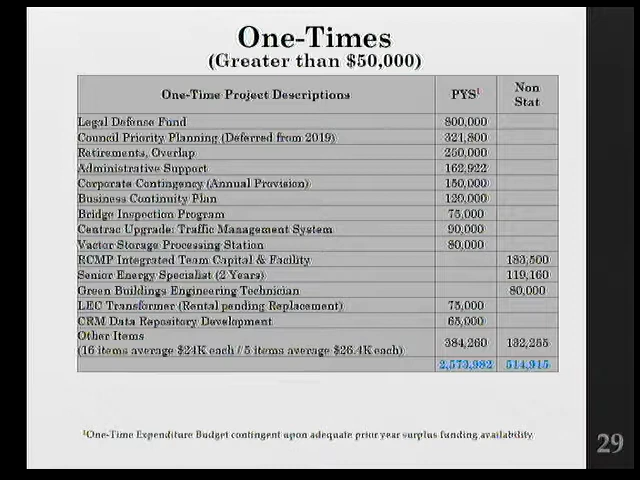 One-Times
(Greater than $50,000)
One-Time Project Descriptions PYS¹ Non Stat
Legal Defense Fund 800,000
Council Priority Planning (Deferred from 2019) 321,800
Retirements, Overlap 250,000
Administrative Support 162,922
Corporate Contingency (Annual Provision) 150,000
Business Continuity Plan 120,000
Bridge Inspection Program 75,000
Centrac Upgrade: Traffic Management System 90,000
Vactor Storage Processing Station 80,000
RCMP Integrated Team Capital & Facility 183,500
Senior Energy Specialist (2 Years) 119,160
Green Buildings Engineering Technician 80,000
LEC Transformer (Rental pending Replacement) 75,000
CRM Data Repository Development 65,000
Other Items
(16 items average $24K each / 5 items average $26.4K each) 384,260 132,255
2,573,982 514,915
¹One-Time Expenditure Budget contingent upon adequate prior year surplus funding availability
29